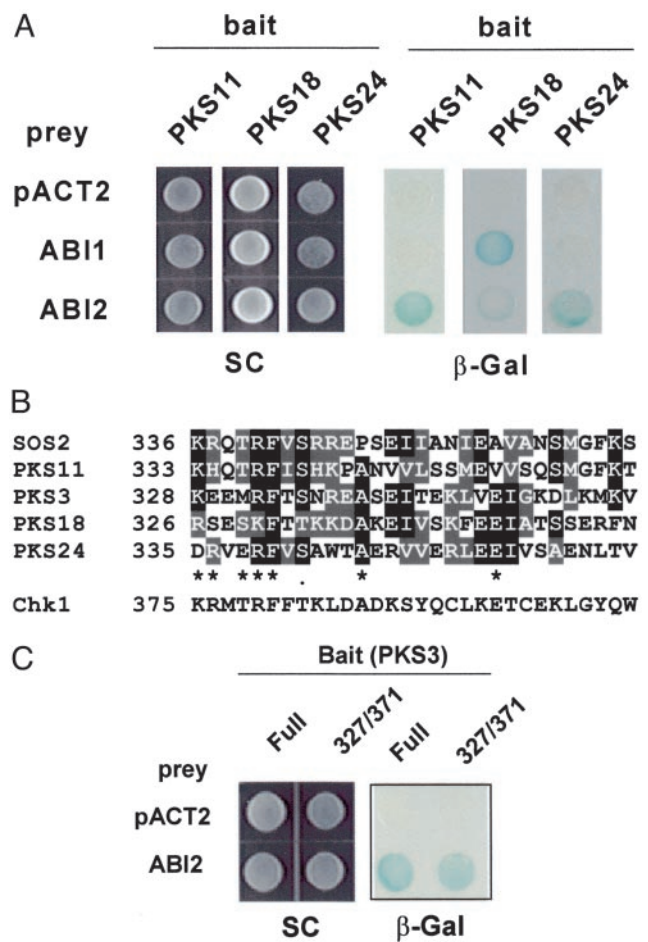 A
bait
bait
prey
PKS11
PKS18
PKS24
PKS11
PKS18
PKS24
pACT2
ABI1
ABI2
SC
β-Gal
B
SOS2 336 KRQTRFVSRREPSEIIANIEAVANSMGFKS
PKS11 333 KHQTRFISHKPANVVLSSMEVVSQSMGFKT
PKS3 328 KEEMRFTSNREASEITEKLVEIGKDLKMKV
PKS18 326 RSESKFTTKKDAKEIVSKFEEIATSSERFN
PKS24 335 DRVERFVSAWTAERVVERLEEIVSAENLTV
** *** . * *
Chk1 375 KRMTRFFTKLDADKSYQCLKETCEKLGYQW
C
Bait (PKS3)
prey
Full
327/371
Full
327/371
pACT2
ABI2
SC
β-Gal